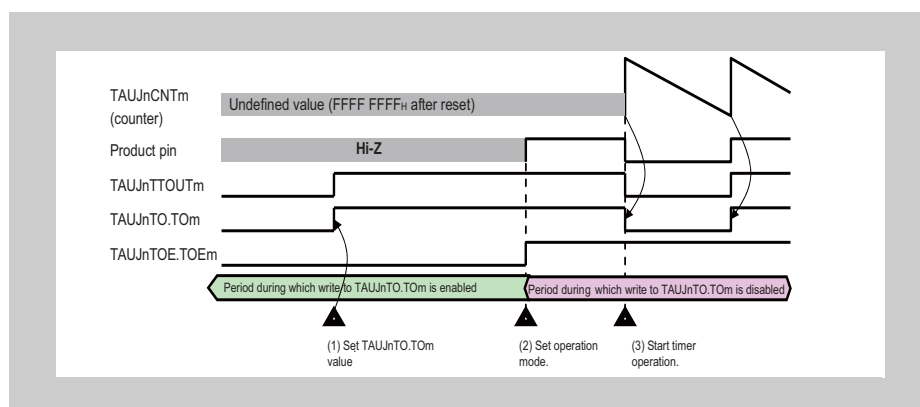 TAUJnCNTm
(counter)
Undefined value (FFFF FFFFH after reset)
Product pin
Hi-Z
TAUJnTTOUTm
TAUJnTO.TOm
TAUJnTOE.TOEm
Period during which write to TAUJnTO.TOm is enabled
Period during which write to TAUJnTO.TOm is disabled
(1) Set TAUJnTO.TOm
value
(2) Set operation
mode.
(3) Start timer
operation.